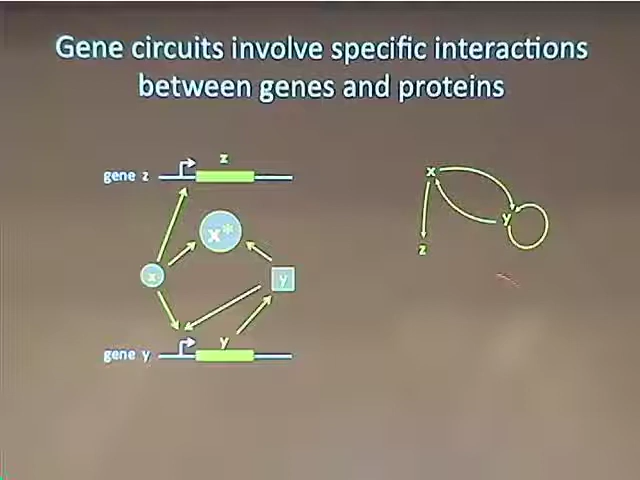 Gene circuits involve specific interactions
between genes and proteins
z
gene z
x*
x
y
y
gene y
x
y
z